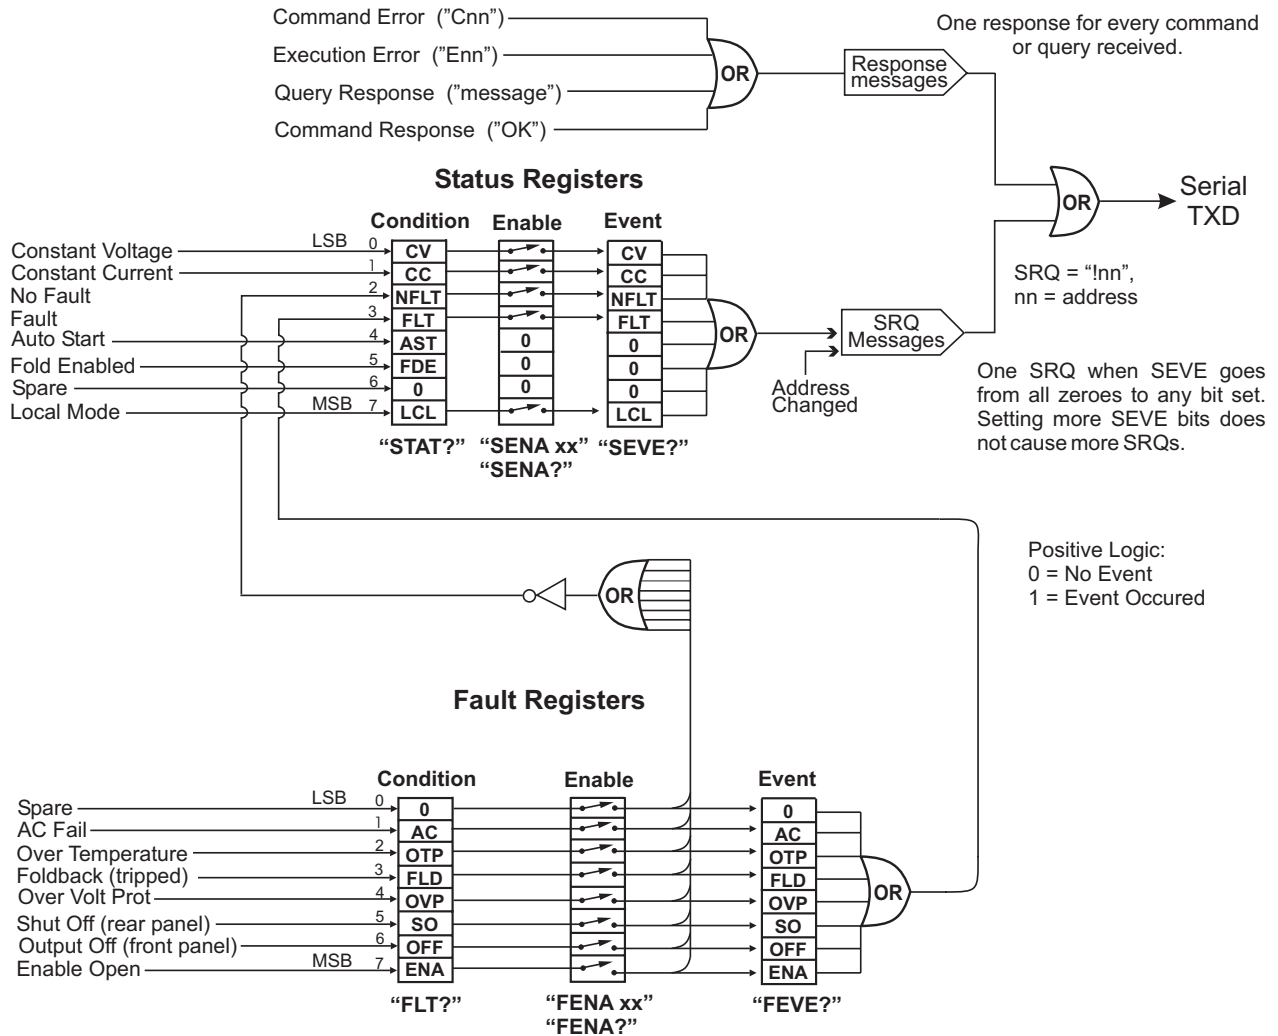 Command Error ("Cnn")
Execution Error ("Enn")
Query Response ("message")
Command Response ("OK")
OR
Response
messages
One response for every command
or query received.
OR
Serial
TXD
SRQ = “!nn”,
nn = address
Status Registers
Condition
Enable
Event
Constant Voltage
LSB
0
CV
CV
Constant Current
1
CC
CC
No Fault
2
NFLT
NFLT
Fault
3
FLT
FLT
Auto Start
4
AST
0
0
Fold Enabled
5
FDE
0
0
Spare
6
0
0
0
Local Mode
MSB
7
LCL
LCL
“STAT?”
“SENA xx”
“SENA?”
“SEVE?”
OR
SRQ
Messages
Address
Changed
One SRQ when SEVE goes
from all zeroes to any bit set.
Setting more SEVE bits does
not cause more SRQs.
OR
Positive Logic:
0 = No Event
1 = Event Occured
Fault Registers
Condition
Enable
Event
Spare
LSB
0
0
0
AC Fail
1
AC
AC
Over Temperature
2
OTP
OTP
Foldback (tripped)
3
FLD
FLD
Over Volt Prot
4
OVP
OVP
Shut Off (rear panel)
5
SO
SO
Output Off (front panel)
6
OFF
OFF
Enable Open
MSB
7
ENA
ENA
OR
“FLT?”
“FENA xx”
“FENA?”
“FEVE?”